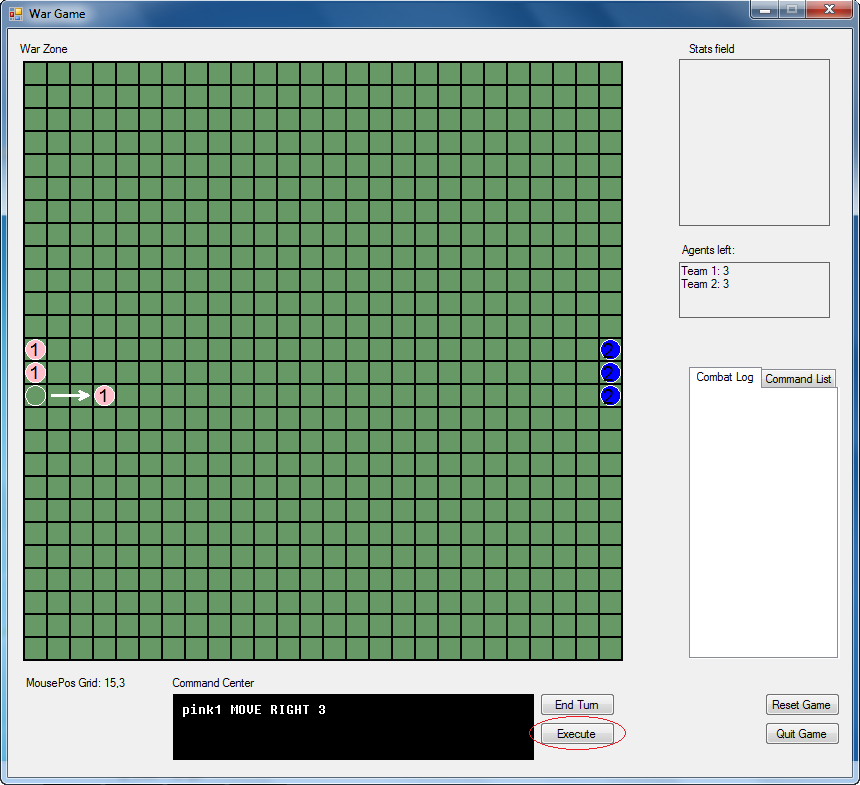 War Game
War Zone
Stats field
Agents left:
Team 1: 3
Team 2: 3
1
2
1
2
1
2
Combat Log
Command List
MousePos Grid: 15,3
Command Center
pink1 MOVE RIGHT 3
End Turn
Execute
Reset Game
Quit Game